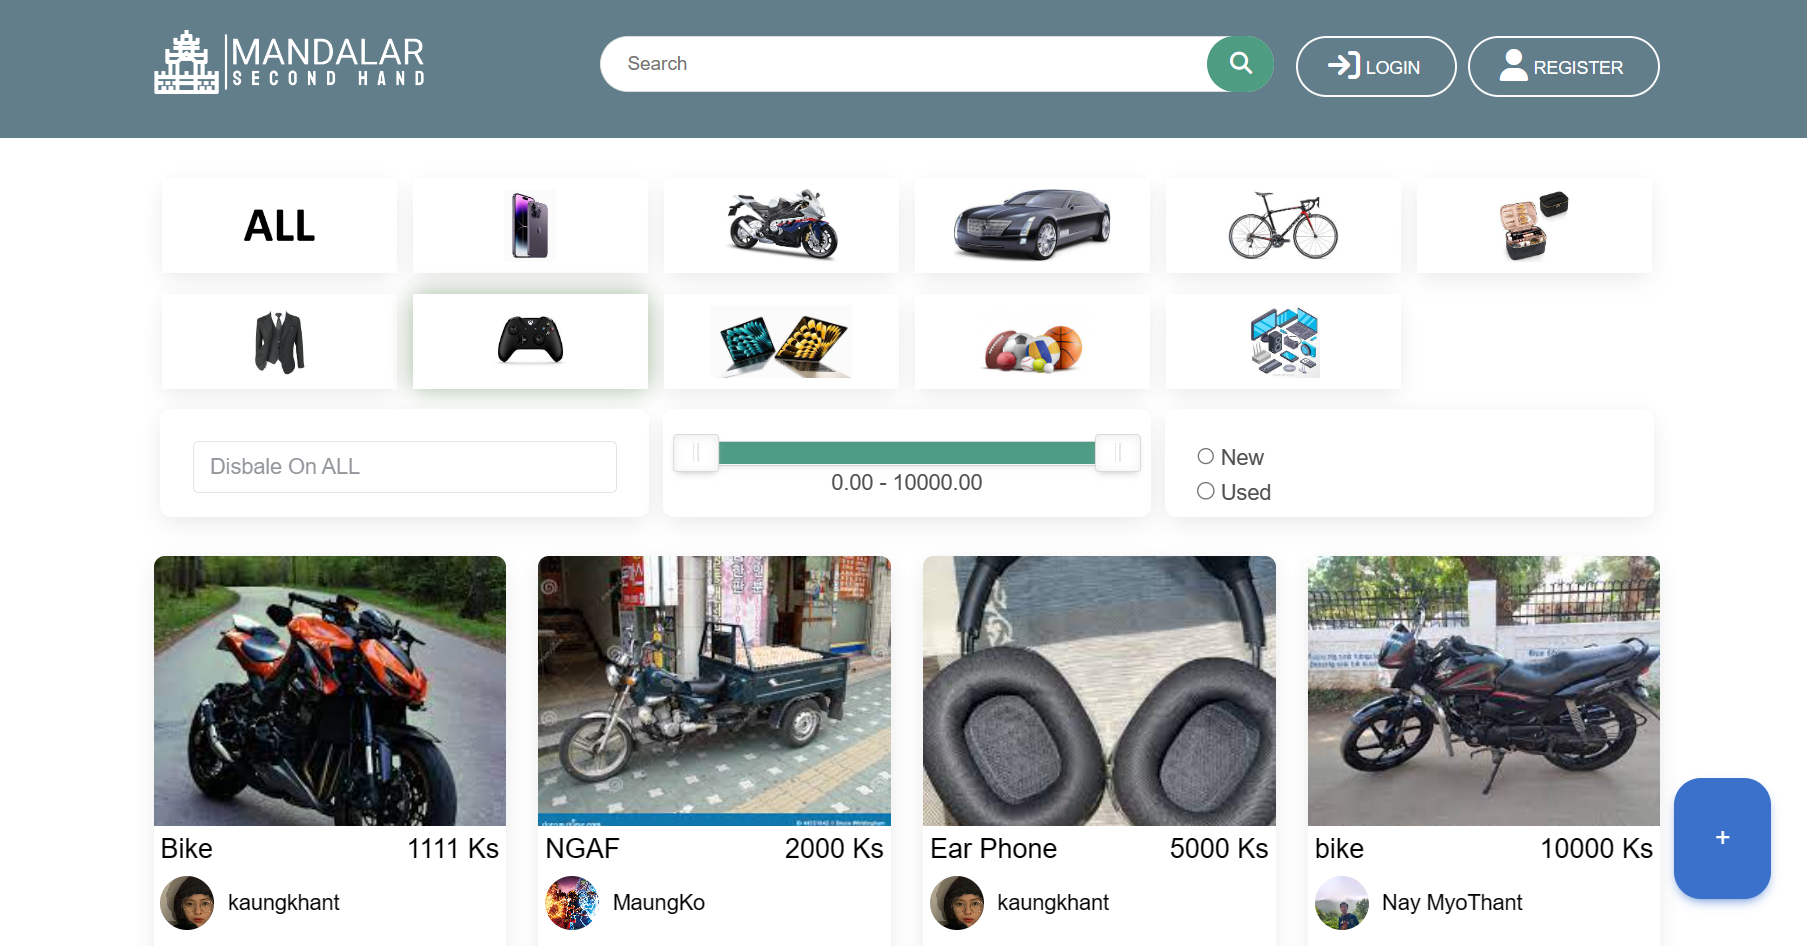 MANDALAR
SECOND HAND
Search
LOGIN
REGISTER
ALL
Disbale On ALL
0.00 - 10000.00
New
Used
Bike
1111 Ks
kaungkhant
NGAF
2000 Ks
MaungKo
Ear Phone
5000 Ks
kaungkhant
bike
10000 Ks
Nay MyoThant
+